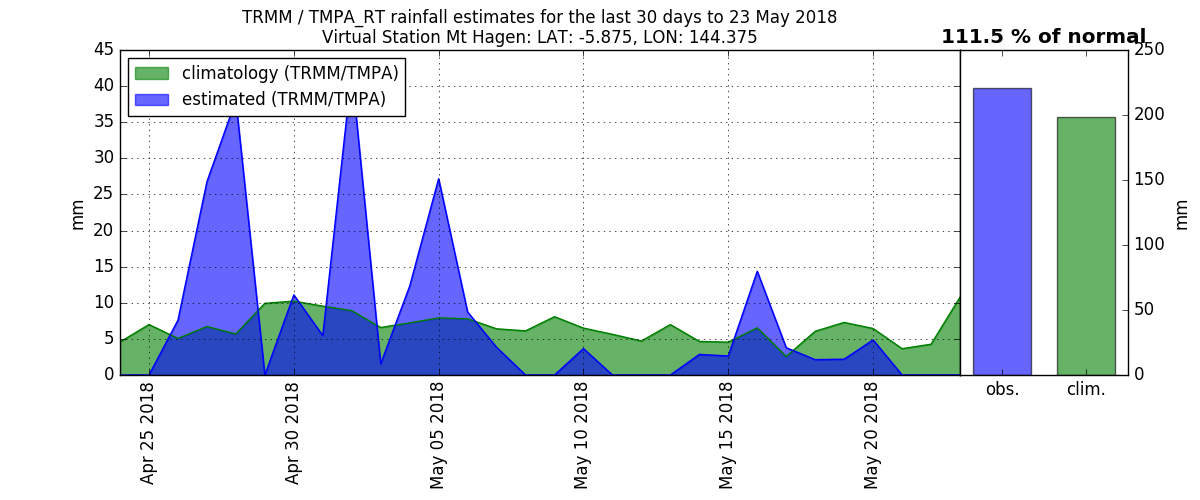 TRMM / TMPA_RT rainfall estimates for the last 30 days to 23 May 2018
Virtual Station Mt Hagen: LAT: -5.875, LON: 144.375
111.5 % of normal
climatology (TRMM/TMPA)
estimated (TRMM/TMPA)
45
40
35
30
25
20
15
10
5
0
mm
Apr 25 2018
Apr 30 2018
May 05 2018
May 10 2018
May 15 2018
May 20 2018
250
200
150
100
50
0
mm
obs.
clim.